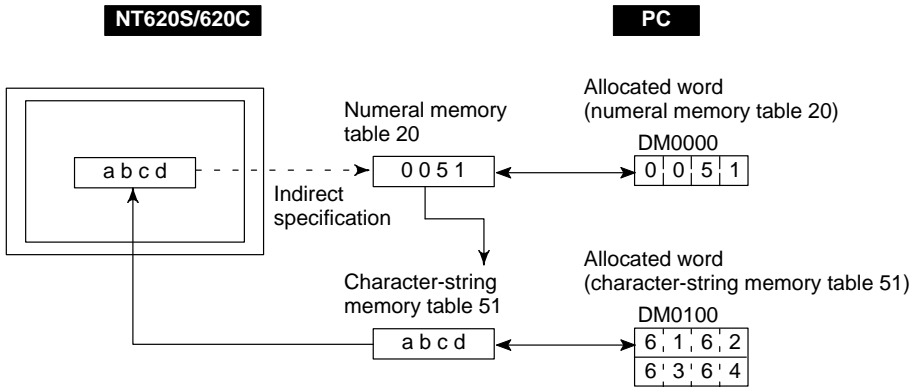 NT620S/620C
PC
Allocated word
(numeral memory table 20)
Numeral memory
table 20
DM0000
a b c d
0 0 5 1
0 0 5 1
Indirect
specification
Allocated word
(character-string memory table 51)
Character-string
memory table 51
DM0100
a b c d
6 1 6 2
6 3 6 4